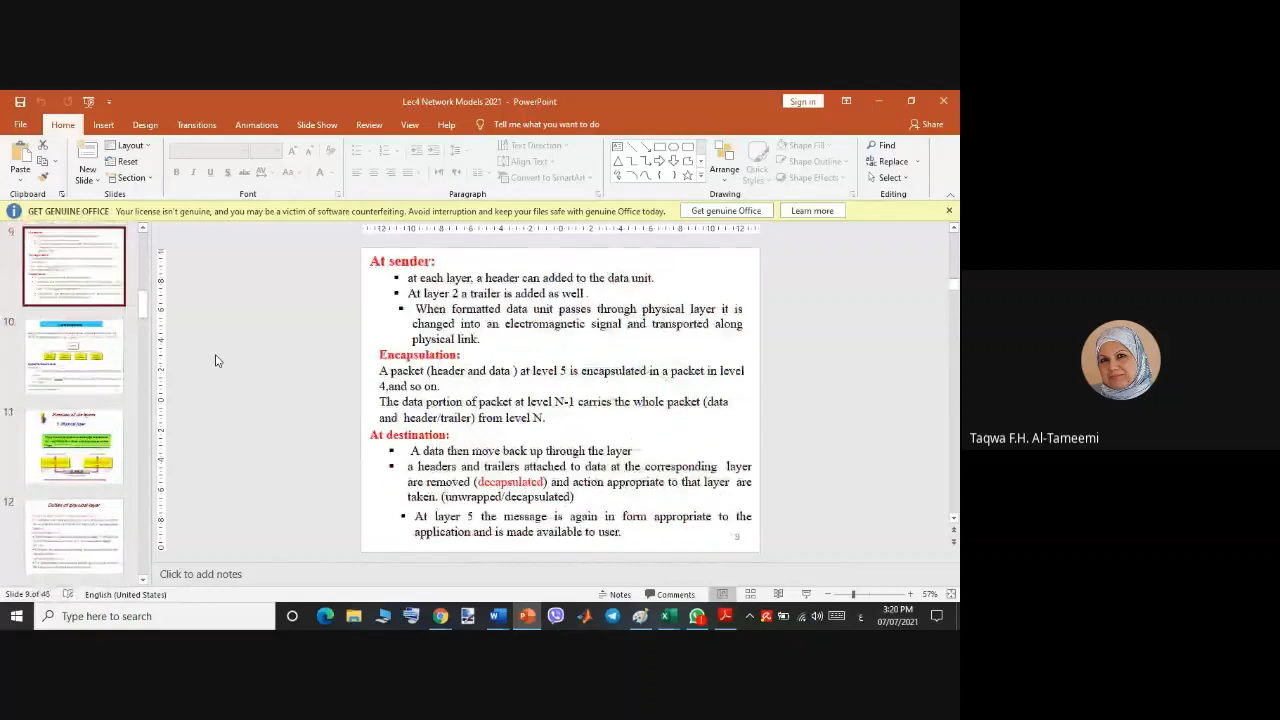 Lec4 Network Models 2021 - PowerPoint
Sign in
File Home Insert Design Transitions Animations Slide Show Review View Help Tell me what you want to do Share
Paste
Clipboard
New Slide
Layout
Reset
Section
Slides
Font
Text Direction
Align Text
Convert to SmartArt
Paragraph
Arrange
Quick Styles
Shape Fill
Shape Outline
Shape Effects
Drawing
Find
Replace
Select
Editing
GET GENUINE OFFICE Your license isn't genuine, and you may be a victim of software counterfeiting. Avoid interruption and keep your files safe with genuine Office today. Get genuine Office Learn more
9
10
11
12
Duties of physical layer
At sender:
at each layer a header can added to the data unit.
At layer 2 a trailer is added as well .
When formatted data unit passes through physical layer it is
changed into an electromagnetic signal and transported along
physical link.
Encapsulation:
A packet (header and data ) at level 5 is encapsulated in a packet in level
4,and so on.
The data portion of packet at level N-1 carries the whole packet (data
and header/trailer) from level N.
At destination:
A data then move back up through the layer
a headers and trailers attached to data at the corresponding layer
are removed (decapsulated) and action appropriate to that layer are
taken. (unwrapped/decapsulated)
At layer 7 the message is again in form appropriate to the
application and is made available to user.
9
Click to add notes
Slide 9 of 48 English (United States) Notes Comments 57%
Type here to search
3:20 PM
07/07/2021
Taqwa F.H. Al-Tameemi